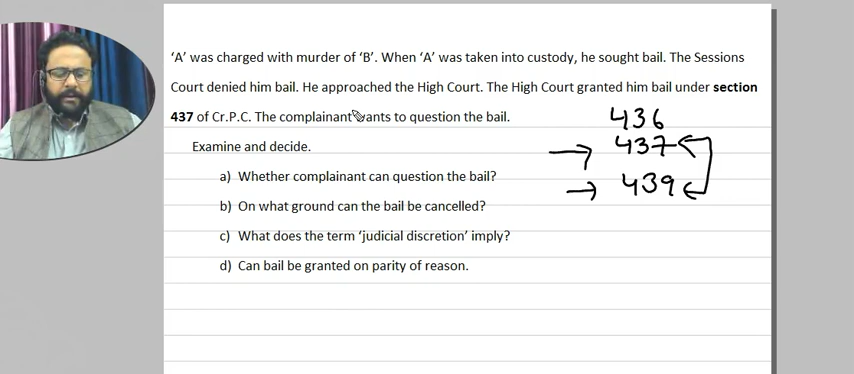 ‘A’ was charged with murder of ‘B’. When ‘A’ was taken into custody, he sought bail. The Sessions
Court denied him bail. He approached the High Court. The High Court granted him bail under section
437 of Cr.P.C. The complainant wants to question the bail.
436
Examine and decide.
437
a) Whether complainant can question the bail?
439
b) On what ground can the bail be cancelled?
c) What does the term ‘judicial discretion’ imply?
d) Can bail be granted on parity of reason.